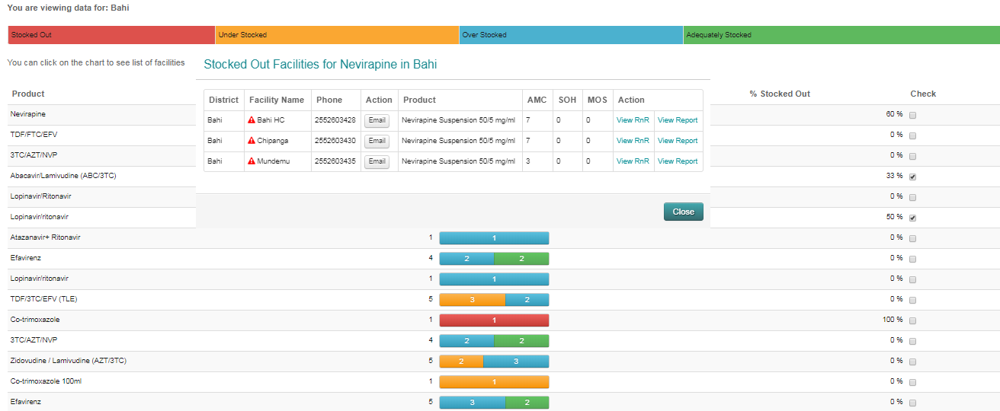 You are viewing data for: Bahi
Stocked Out Under Stocked Over Stocked Adequately Stocked
You can click on the chart to see list of facilities
Stocked Out Facilities for Nevirapine in Bahi
District Facility Name Phone Action Product AMC SOH MOS Action
Bahi Bahi HC 2552603428 Email Nevirapine Suspension 50/5 mg/ml 7 0 0 View RnR View Report
Bahi Chipanga 2552603430 Email Nevirapine Suspension 50/5 mg/ml 7 0 0 View RnR View Report
Bahi Mundemu 2552603435 Email Nevirapine Suspension 50/5 mg/ml 3 0 0 View RnR View Report
Close
Product % Stocked Out Check
Nevirapine 60 %
TDF/FTC/EFV 0 %
3TC/AZT/NVP 0 %
Abacavir/Lamivudine (ABC/3TC) 33 %
Lopinavir/Ritonavir 0 %
Lopinavir/ritonavir 50 %
Atazanavir+ Ritonavir 1 1 0 %
Efavirenz 4 2 2 0 %
Lopinavir/ritonavir 1 1 0 %
TDF/3TC/EFV (TLE) 5 3 2 0 %
Co-trimoxazole 1 1 100 %
3TC/AZT/NVP 4 2 2 0 %
Zidovudine / Lamivudine (AZT/3TC) 5 2 3 0 %
Co-trimoxazole 100ml 1 1 0 %
Efavirenz 5 3 2 0 %